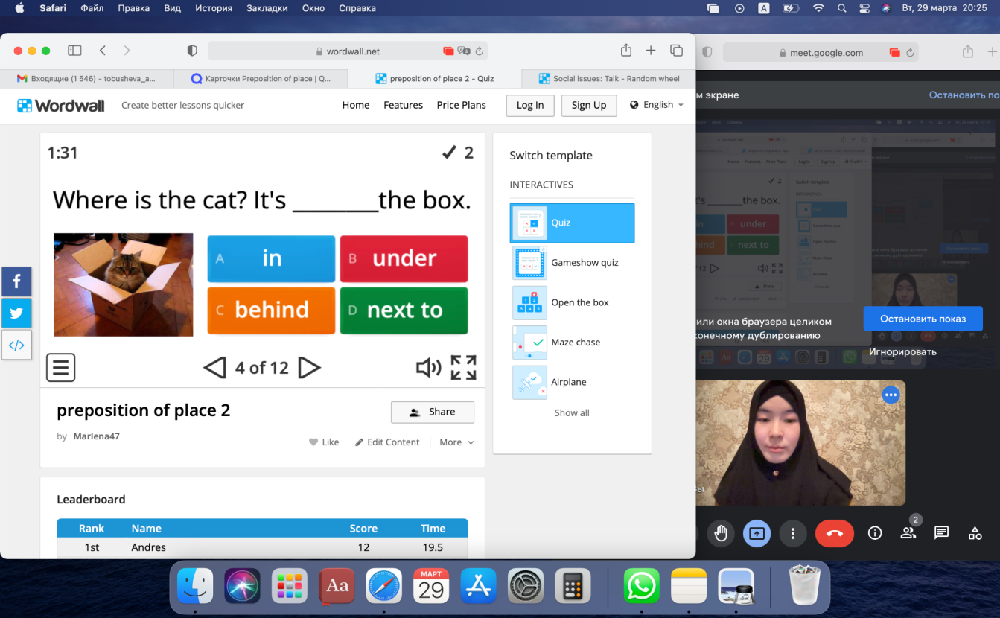 Safari Файл Правка Вид История Закладки Окно Справка
A
Вт, 29 марта 20:25
wordwall.net
meet.google.com
Входящие (1 546) – tobusheva_a...
Карточки Preposition of place | Q...
preposition of place 2 - Quiz
Social issues: Talk - Random wheel
м экране
Остановить по
Wordwall
Create better lessons quicker
Home Features Price Plans
Log In
Sign Up
English
1:31
2
Where is the cat? It's _______the box.
A in
B under
C behind
D next to
4 of 12
Switch template
INTERACTIVES
Quiz
Gameshow quiz
Open the box
Maze chase
Airplane
Show all
preposition of place 2
Share
by Marlena47
Like
Edit Content
More
Leaderboard
Rank Name Score Time
1st Andres 12 19.5
или окна браузера целиком
конечному дублированию
Остановить показ
Игнорировать
2
Aa
МАРТ
29